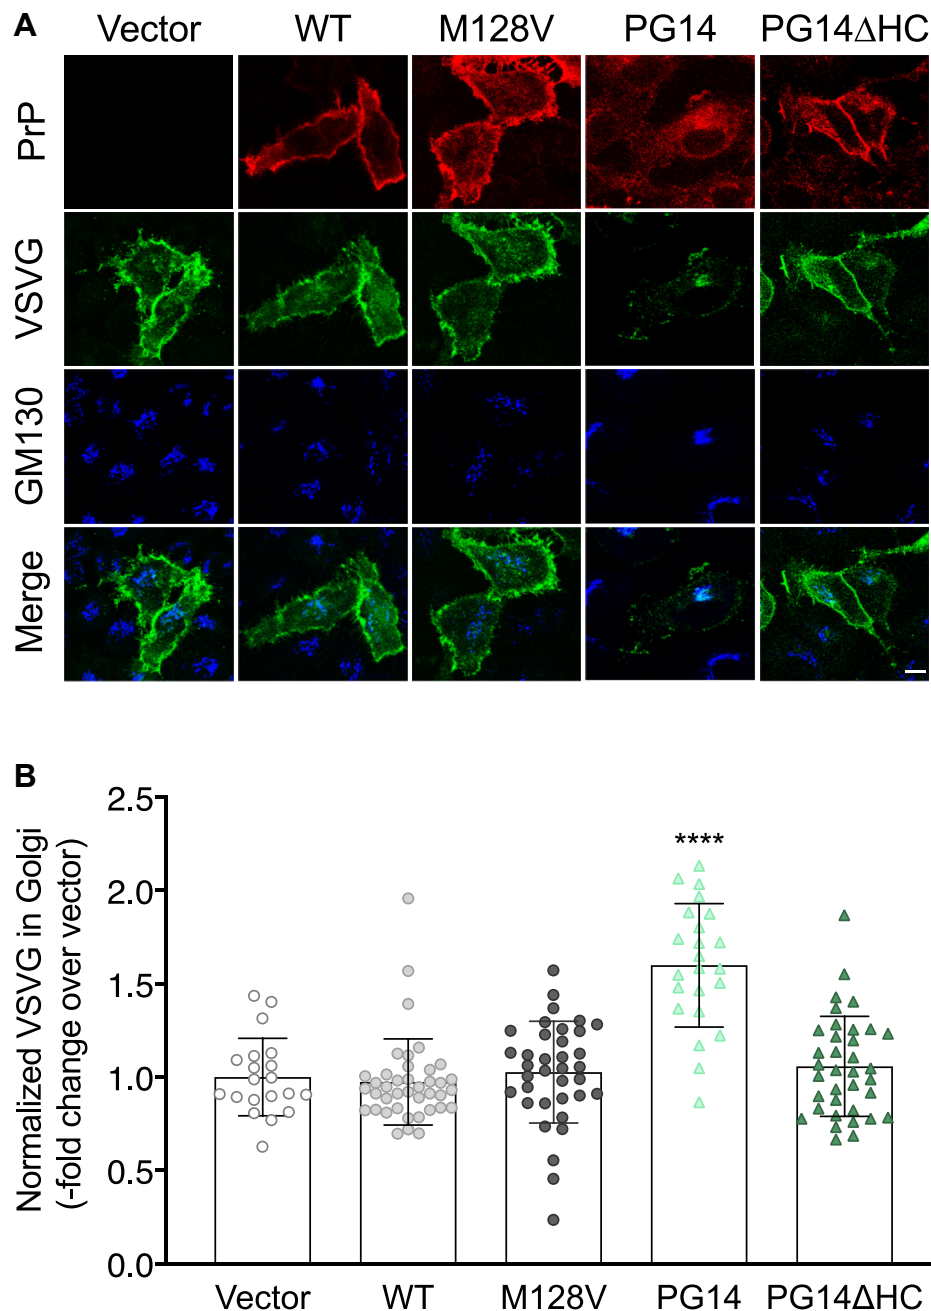 A
Vector WT M128V PG14 PG14ΔHC
PrP
VSVG
GM130
Merge
B
Normalized VSVG in Golgi
(-fold change over vector)
2.5
2.0
1.5
1.0
0.5
0.0
****
Vector WT M128V PG14 PG14ΔHC